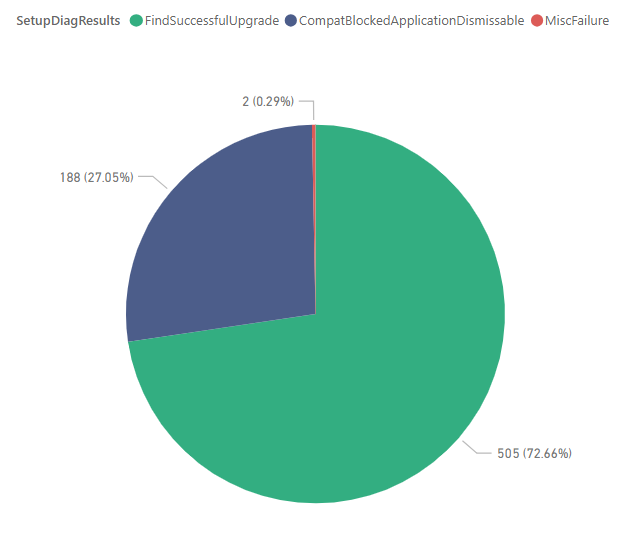 SetupDiagResults FindSuccessfulUpgrade CompatBlockedApplicationDismissable MiscFailure
2 (0.29%)
188 (27.05%)
505 (72.66%)